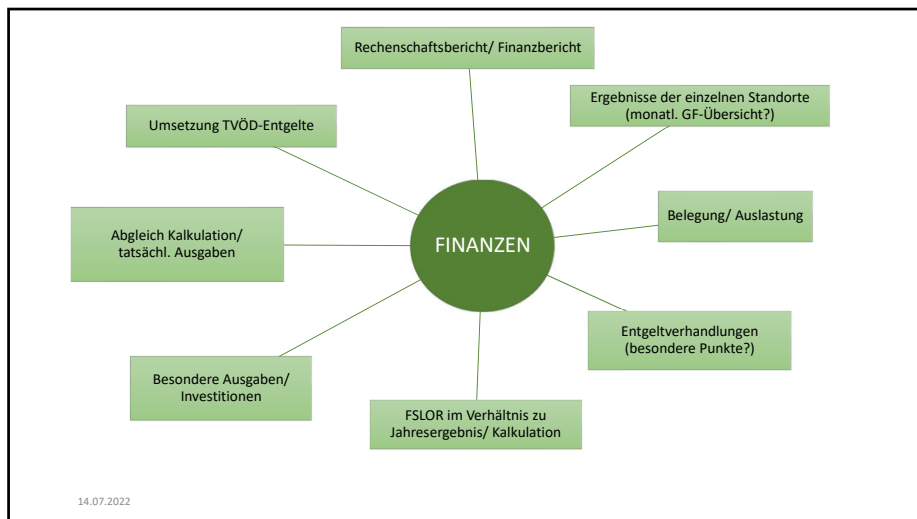 Rechenschaftsbericht/ Finanzbericht
Ergebnisse der einzelnen Standorte
(monatl. GF-Übersicht?)
Umsetzung TVÖD-Entgelte
Belegung/ Auslastung
Abgleich Kalkulation/
tatsächl. Ausgaben
FINANZEN
Entgeltverhandlungen
(besondere Punkte?)
Besondere Ausgaben/
Investitionen
FSLOR im Verhältnis zu
Jahresergebnis/ Kalkulation
14.07.2022